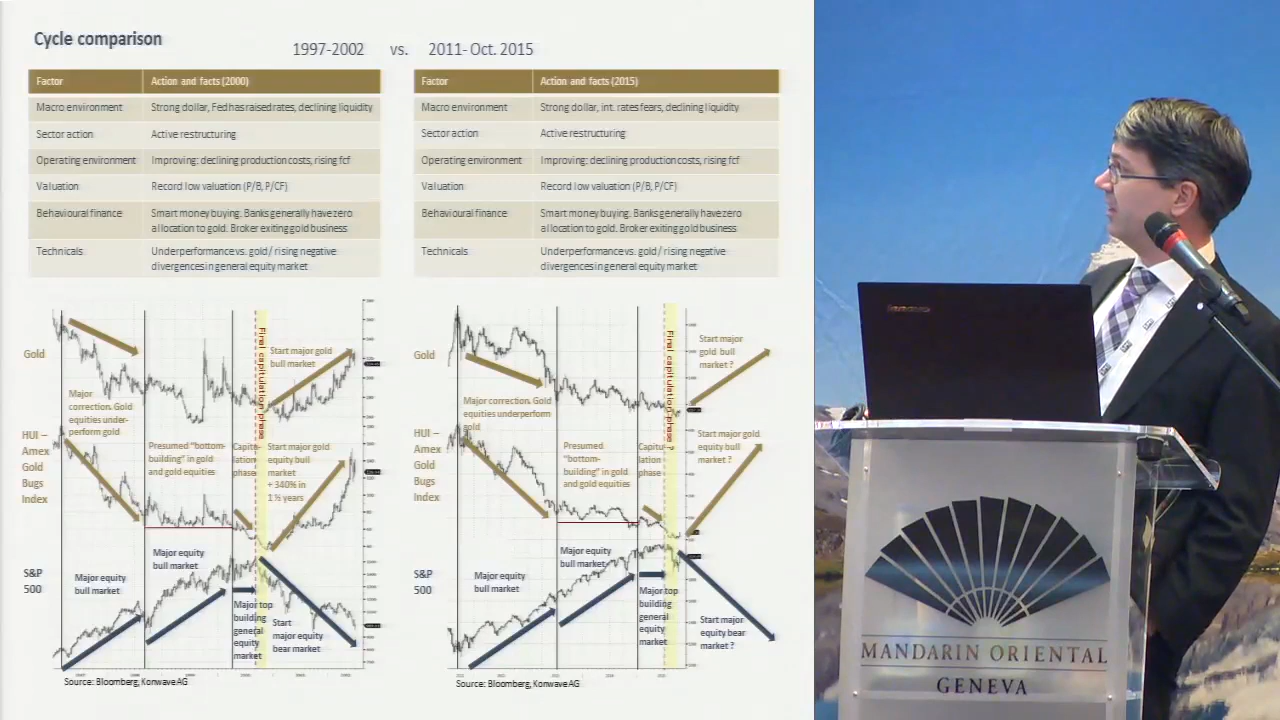 Cycle comparison
1997-2002 vs. 2011- Oct. 2015
Factor Action and facts (2000)
Macro environment Strong dollar, Fed has raised rates, declining liquidity
Sector action Active restructuring
Operating environment Improving: declining production costs, rising fcf
Valuation Record low valuation (P/B, P/CF)
Behavioural finance Smart money buying. Banks generally have zero
allocation to gold. Broker exiting gold business
Technicals Underperformance vs. gold / rising negative
divergences in general equity market
Factor Action and facts (2015)
Macro environment Strong dollar, int. rates fears, declining liquidity
Sector action Active restructuring
Operating environment Improving: declining production costs, rising fcf
Valuation Record low valuation (P/B, P/CF)
Behavioural finance Smart money buying. Banks generally have zero
allocation to gold. Broker exiting gold business
Technicals Underperformance vs. gold / rising negative
divergences in general equity market
Gold
HUI –
Amex
Gold
Bugs
Index
S&P
500
Final capitulation phase
Start major gold
bull market
Major
correction. Gold
equities under-
perform gold
Presumed "bottom-
building" in gold
and gold equities
Capitu-
lation
phase
Start major gold
equity bull
market
+ 340% in
1 ½ years
Major equity
bull market
Major equity
bull market
Major top
building
general
equity
market
Start
major equity
bear market
Source: Bloomberg, Konwave AG
Gold
HUI –
Amex
Gold
Bugs
Index
S&P
500
Final capitulation phase ?
Start major
gold bull
market ?
Major correction. Gold
equities underperform
gold
Presumed
"bottom-
building" in gold
and gold equities
Capitu-
lation
phase
Start major gold
equity bull
market ?
Major equity
bull market
Major equity
bull market
Major top
building
general
equity
market
Start major
equity bear
market ?
Source: Bloomberg, Konwave AG
MANDARIN ORIENTAL
GENEVA